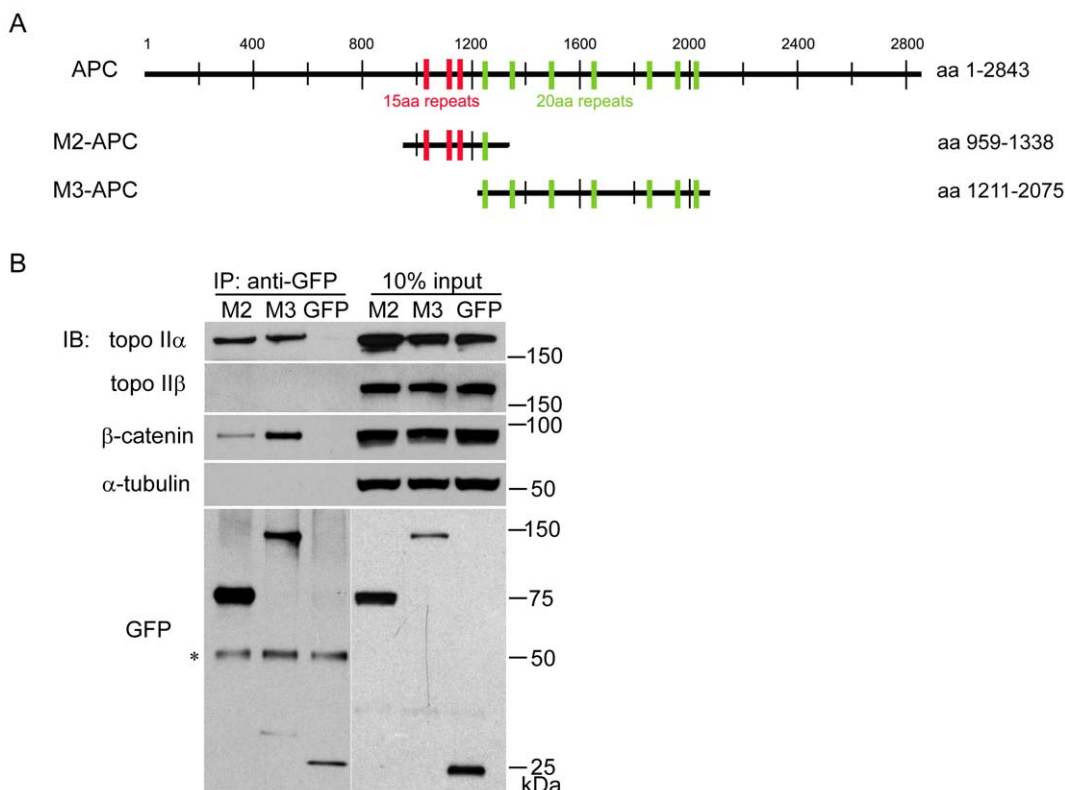 A
1 400 800 1200 1600 2000 2400 2800
APC aa 1-2843
15aa repeats 20aa repeats
M2-APC aa 959-1338
M3-APC aa 1211-2075
B
IP: anti-GFP 10% input
M2 M3 GFP M2 M3 GFP
IB: topo IIα
150
topo IIβ
150
100
β-catenin
α-tubulin
50
150
75
GFP
* 50
25
kDa